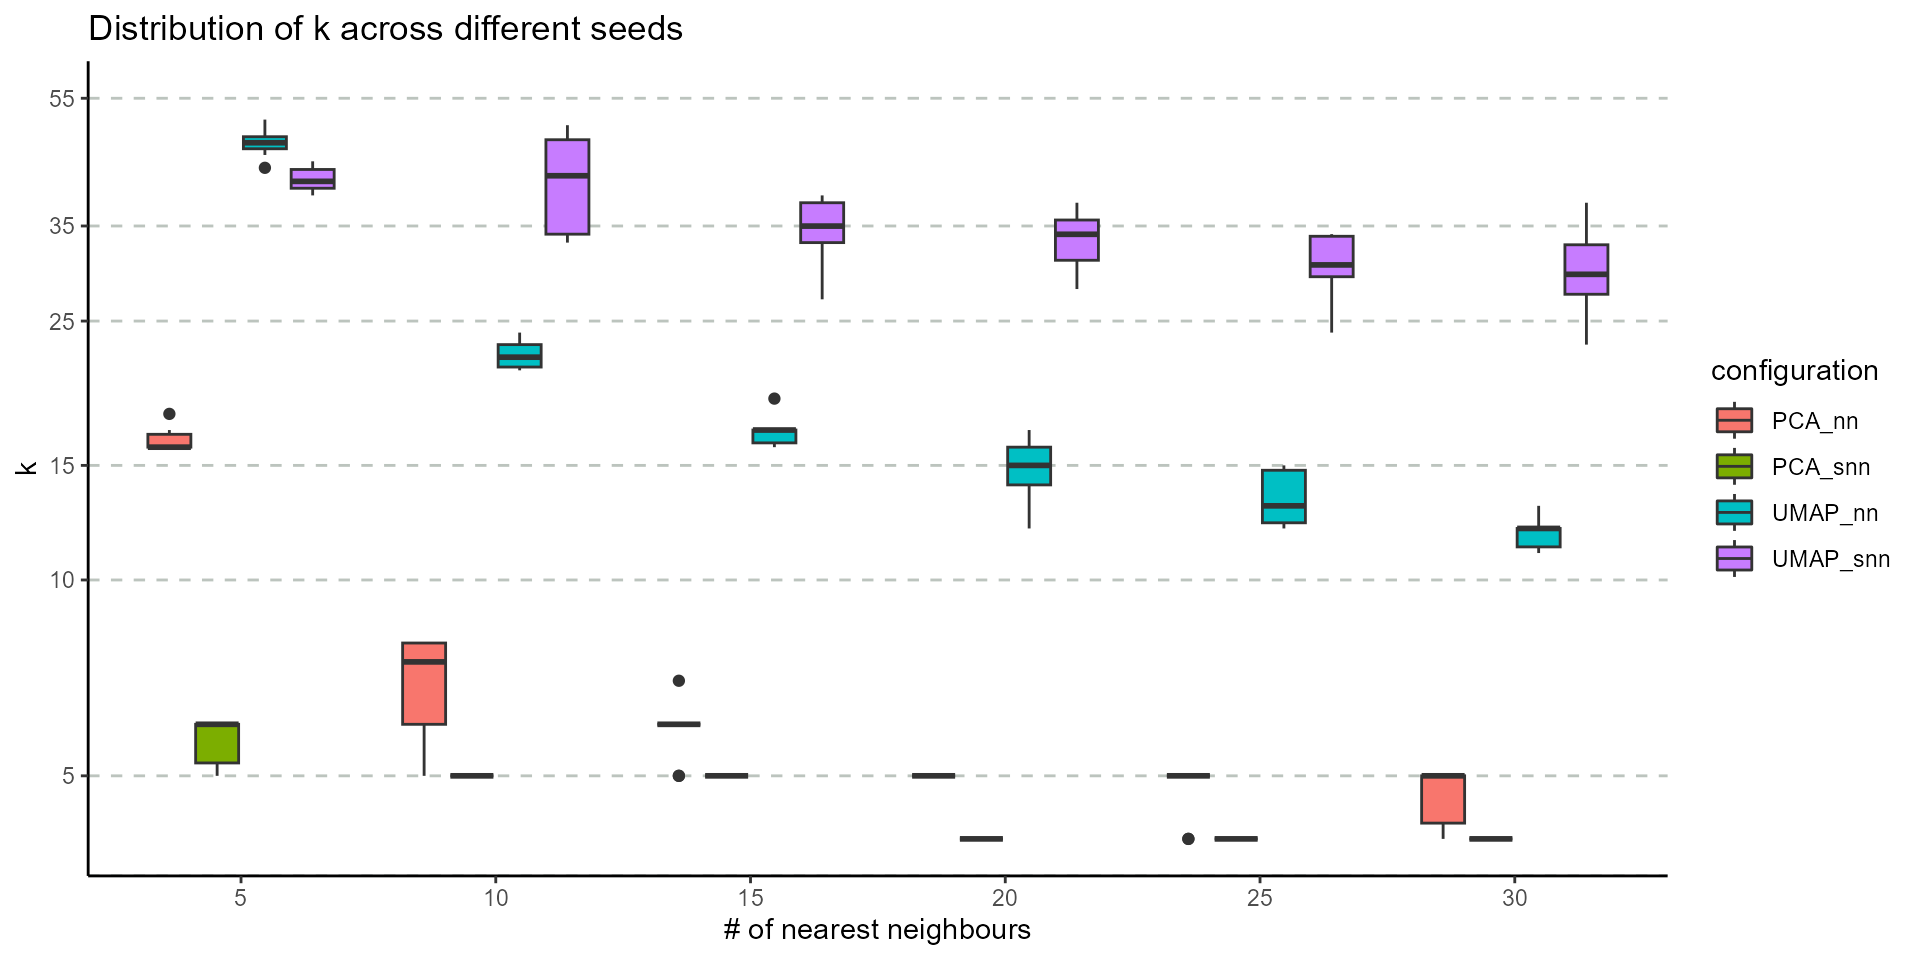 Distribution of k across different seeds
55
35
25
15
10
5
k
5
10
15
20
25
30
# of nearest neighbours
configuration
PCA_nn
PCA_snn
UMAP_nn
UMAP_snn